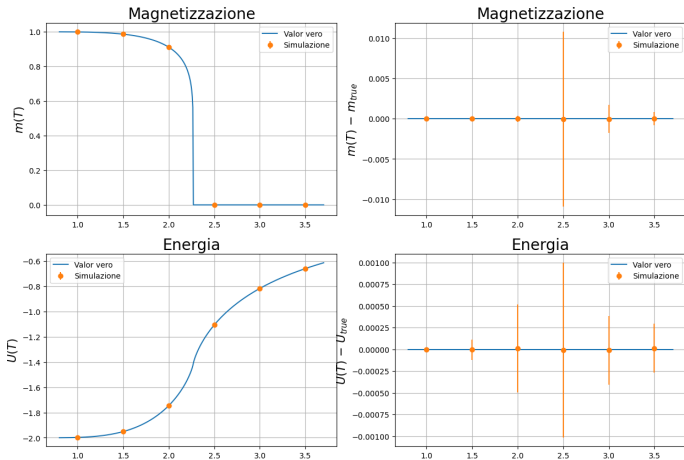 Magnetizzazione
m(T)
1.0
0.8
0.6
0.4
0.2
0.0
Valor vero
Simulazione
1.0 1.5 2.0 2.5 3.0 3.5
Magnetizzazione
m(T) − m_true
0.010
0.005
0.000
−0.005
−0.010
Valor vero
Simulazione
1.0 1.5 2.0 2.5 3.0 3.5
Energia
U(T)
−0.6
−0.8
−1.0
−1.2
−1.4
−1.6
−1.8
−2.0
Valor vero
Simulazione
1.0 1.5 2.0 2.5 3.0 3.5
Energia
U(T) − U_true
0.00100
0.00075
0.00050
0.00025
0.00000
−0.00025
−0.00050
−0.00075
−0.00100
Valor vero
Simulazione
1.0 1.5 2.0 2.5 3.0 3.5